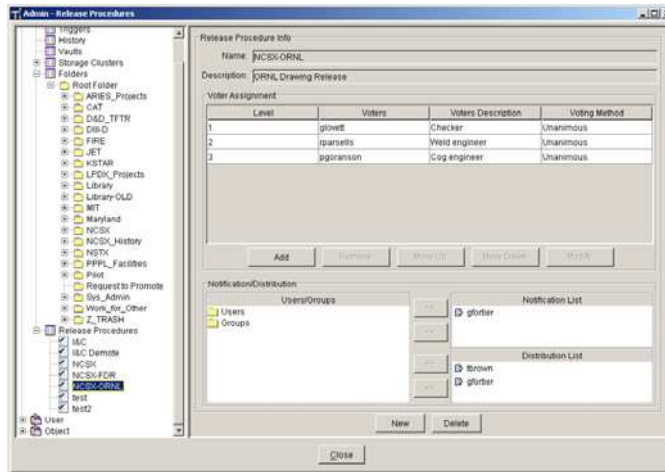 Admin - Release Procedures
Triggers
History
Vaults
Storage Clusters
Folders
Root Folder
ARIES_Projects
CAT
D&D_TFTR
DIII-D
FIRE
JET
KSTAR
LPDX_Projects
Library
Library-OLD
MIT
Maryland
NCSX
NCSX_History
NSTX
PPPL_Facilities
Pilot
Request to Promote
Sys_Admin
Work_for_Other
Z_TRASH
Release Procedures
I&C
I&C Demote
NCSX
NCSX-FDR
NCSX-ORNL
test
test2
User
Object
Release Procedure Info
Name: NCSX-ORNL
Description: ORNL Drawing Release
Voter Assignment
Level Voters Voters Description Voting Method
1 glovett Checker Unanimous
2 rparsells Weld engineer Unanimous
3 pgoranson Cog engineer Unanimous
Add Remove Move Up Move Down Modify
Notification/Distribution
Users/Groups
Users
Groups
Notification List
gfortier
Distribution List
tbrown
gfortier
New Delete
Close